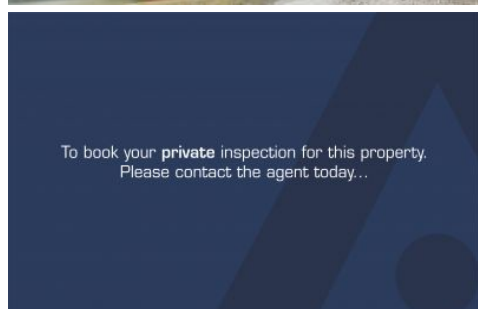 To book your private inspection for this property.
Please contact the agent today...